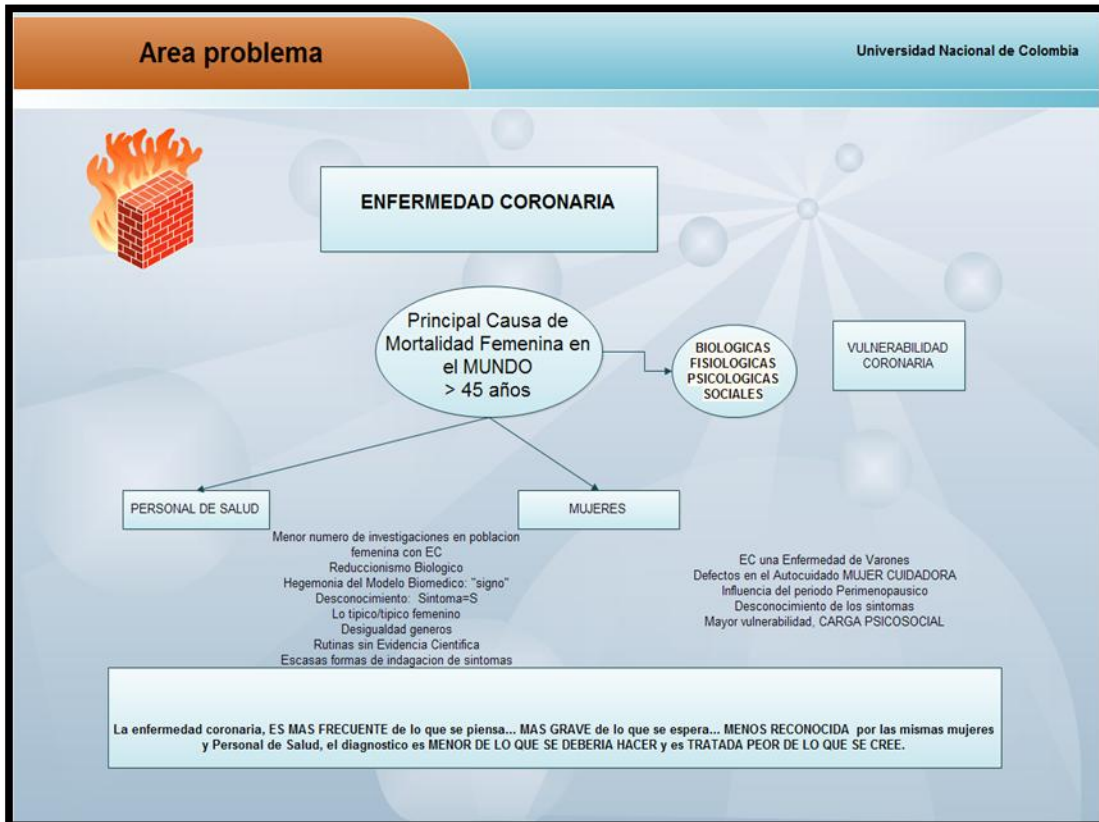 Area problema
Universidad Nacional de Colombia
ENFERMEDAD CORONARIA
Principal Causa de
Mortalidad Femenina en
el MUNDO
> 45 años
BIOLOGICAS
FISIOLOGICAS
PSICOLOGICAS
SOCIALES
VULNERABILIDAD
CORONARIA
PERSONAL DE SALUD
Menor numero de investigaciones en poblacion
femenina con EC
Reduccionismo Biologico
Hegemonia del Modelo Biomedico: "signo"
Desconocimiento: Sintoma=S
Lo tipico/tipico femenino
Desigualdad generos
Rutinas sin Evidencia Cientifica
Escasas formas de indagacion de sintomas
MUJERES
EC una Enfermedad de Varones
Defectos en el Autocuidado MUJER CUIDADORA
Influencia del periodo Perimenopausico
Desconocimiento de los sintomas
Mayor vulnerabilidad, CARGA PSICOSOCIAL
La enfermedad coronaria, ES MAS FRECUENTE de lo que se piensa... MAS GRAVE de lo que se espera... MENOS RECONOCIDA por las mismas mujeres
y Personal de Salud, el diagnostico es MENOR DE LO QUE SE DEBERIA HACER y es TRATADA PEOR DE LO QUE SE CREE.